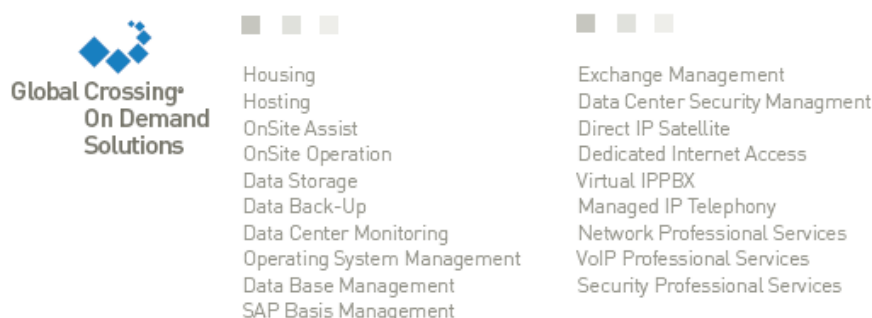 Global Crossing®
On Demand
Solutions
Housing
Hosting
OnSite Assist
OnSite Operation
Data Storage
Data Back-Up
Data Center Monitoring
Operating System Management
Data Base Management
SAP Basis Management
Exchange Management
Data Center Security Managment
Direct IP Satellite
Dedicated Internet Access
Virtual IPPBX
Managed IP Telephony
Network Professional Services
VoIP Professional Services
Security Professional Services